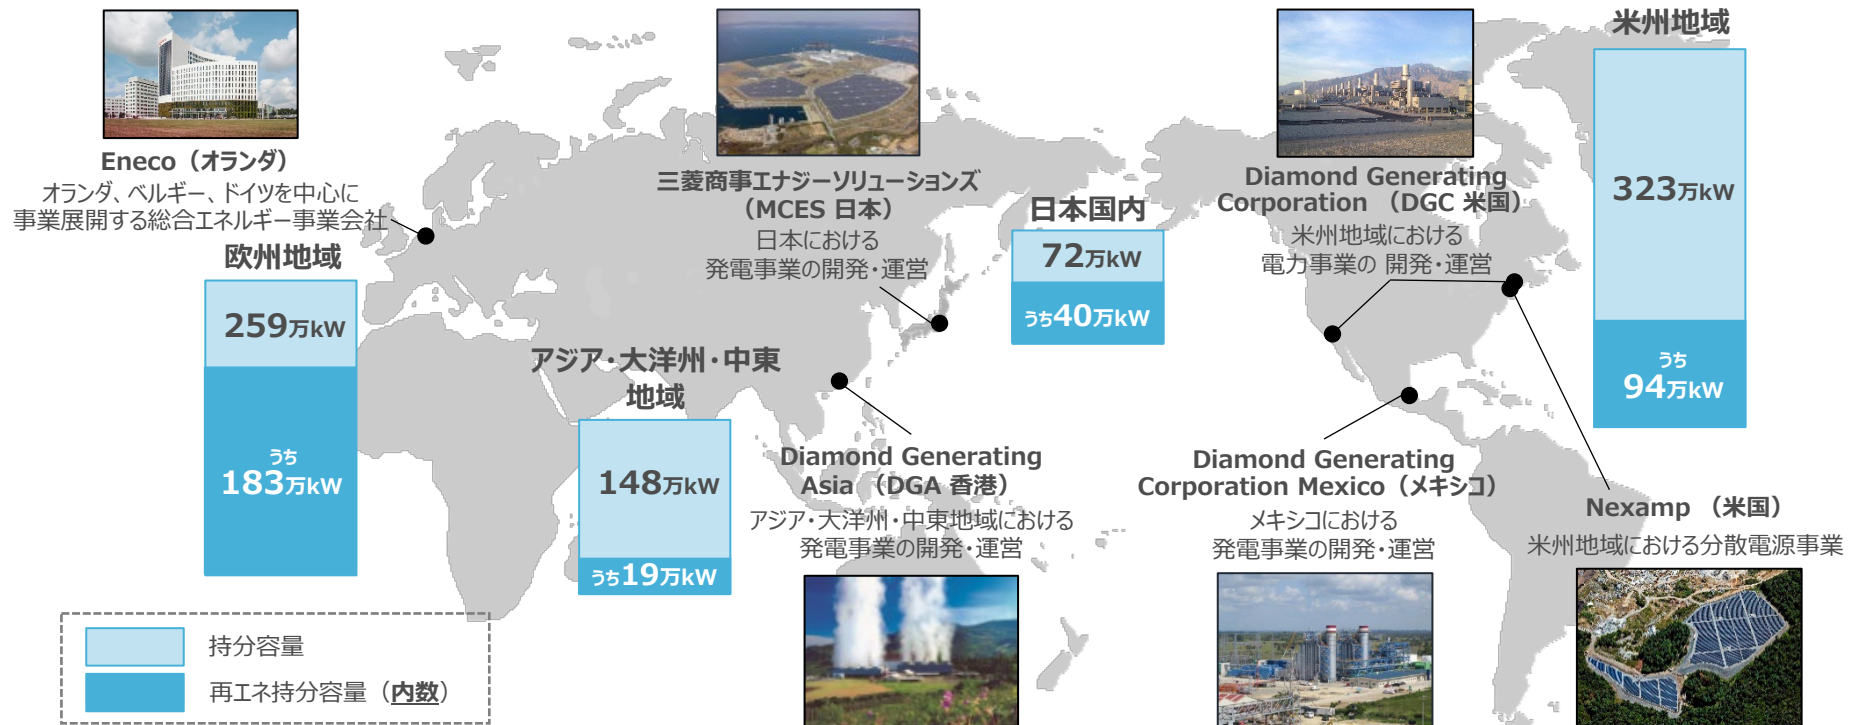 Eneco（オランダ）
オランダ、ベルギー、ドイツを中心に
事業展開する総合エネルギー事業会社
欧州地域
259万kW
うち
183万kW
三菱商事エナジーソリューションズ
（MCES 日本）
日本における
発電事業の開発・運営
日本国内
72万kW
うち40万kW
アジア・大洋州・中東
地域
148万kW
うち19万kW
Diamond Generating
Asia （DGA 香港）
アジア・大洋州・中東地域における
発電事業の開発・運営
Diamond Generating
Corporation （DGC 米国）
米州地域における
電力事業の 開発・運営
米州地域
323万kW
うち
94万kW
Diamond Generating
Corporation Mexico（メキシコ）
メキシコにおける
発電事業の開発・運営
Nexamp （米国）
米州地域における分散電源事業
持分容量
再エネ持分容量（内数）